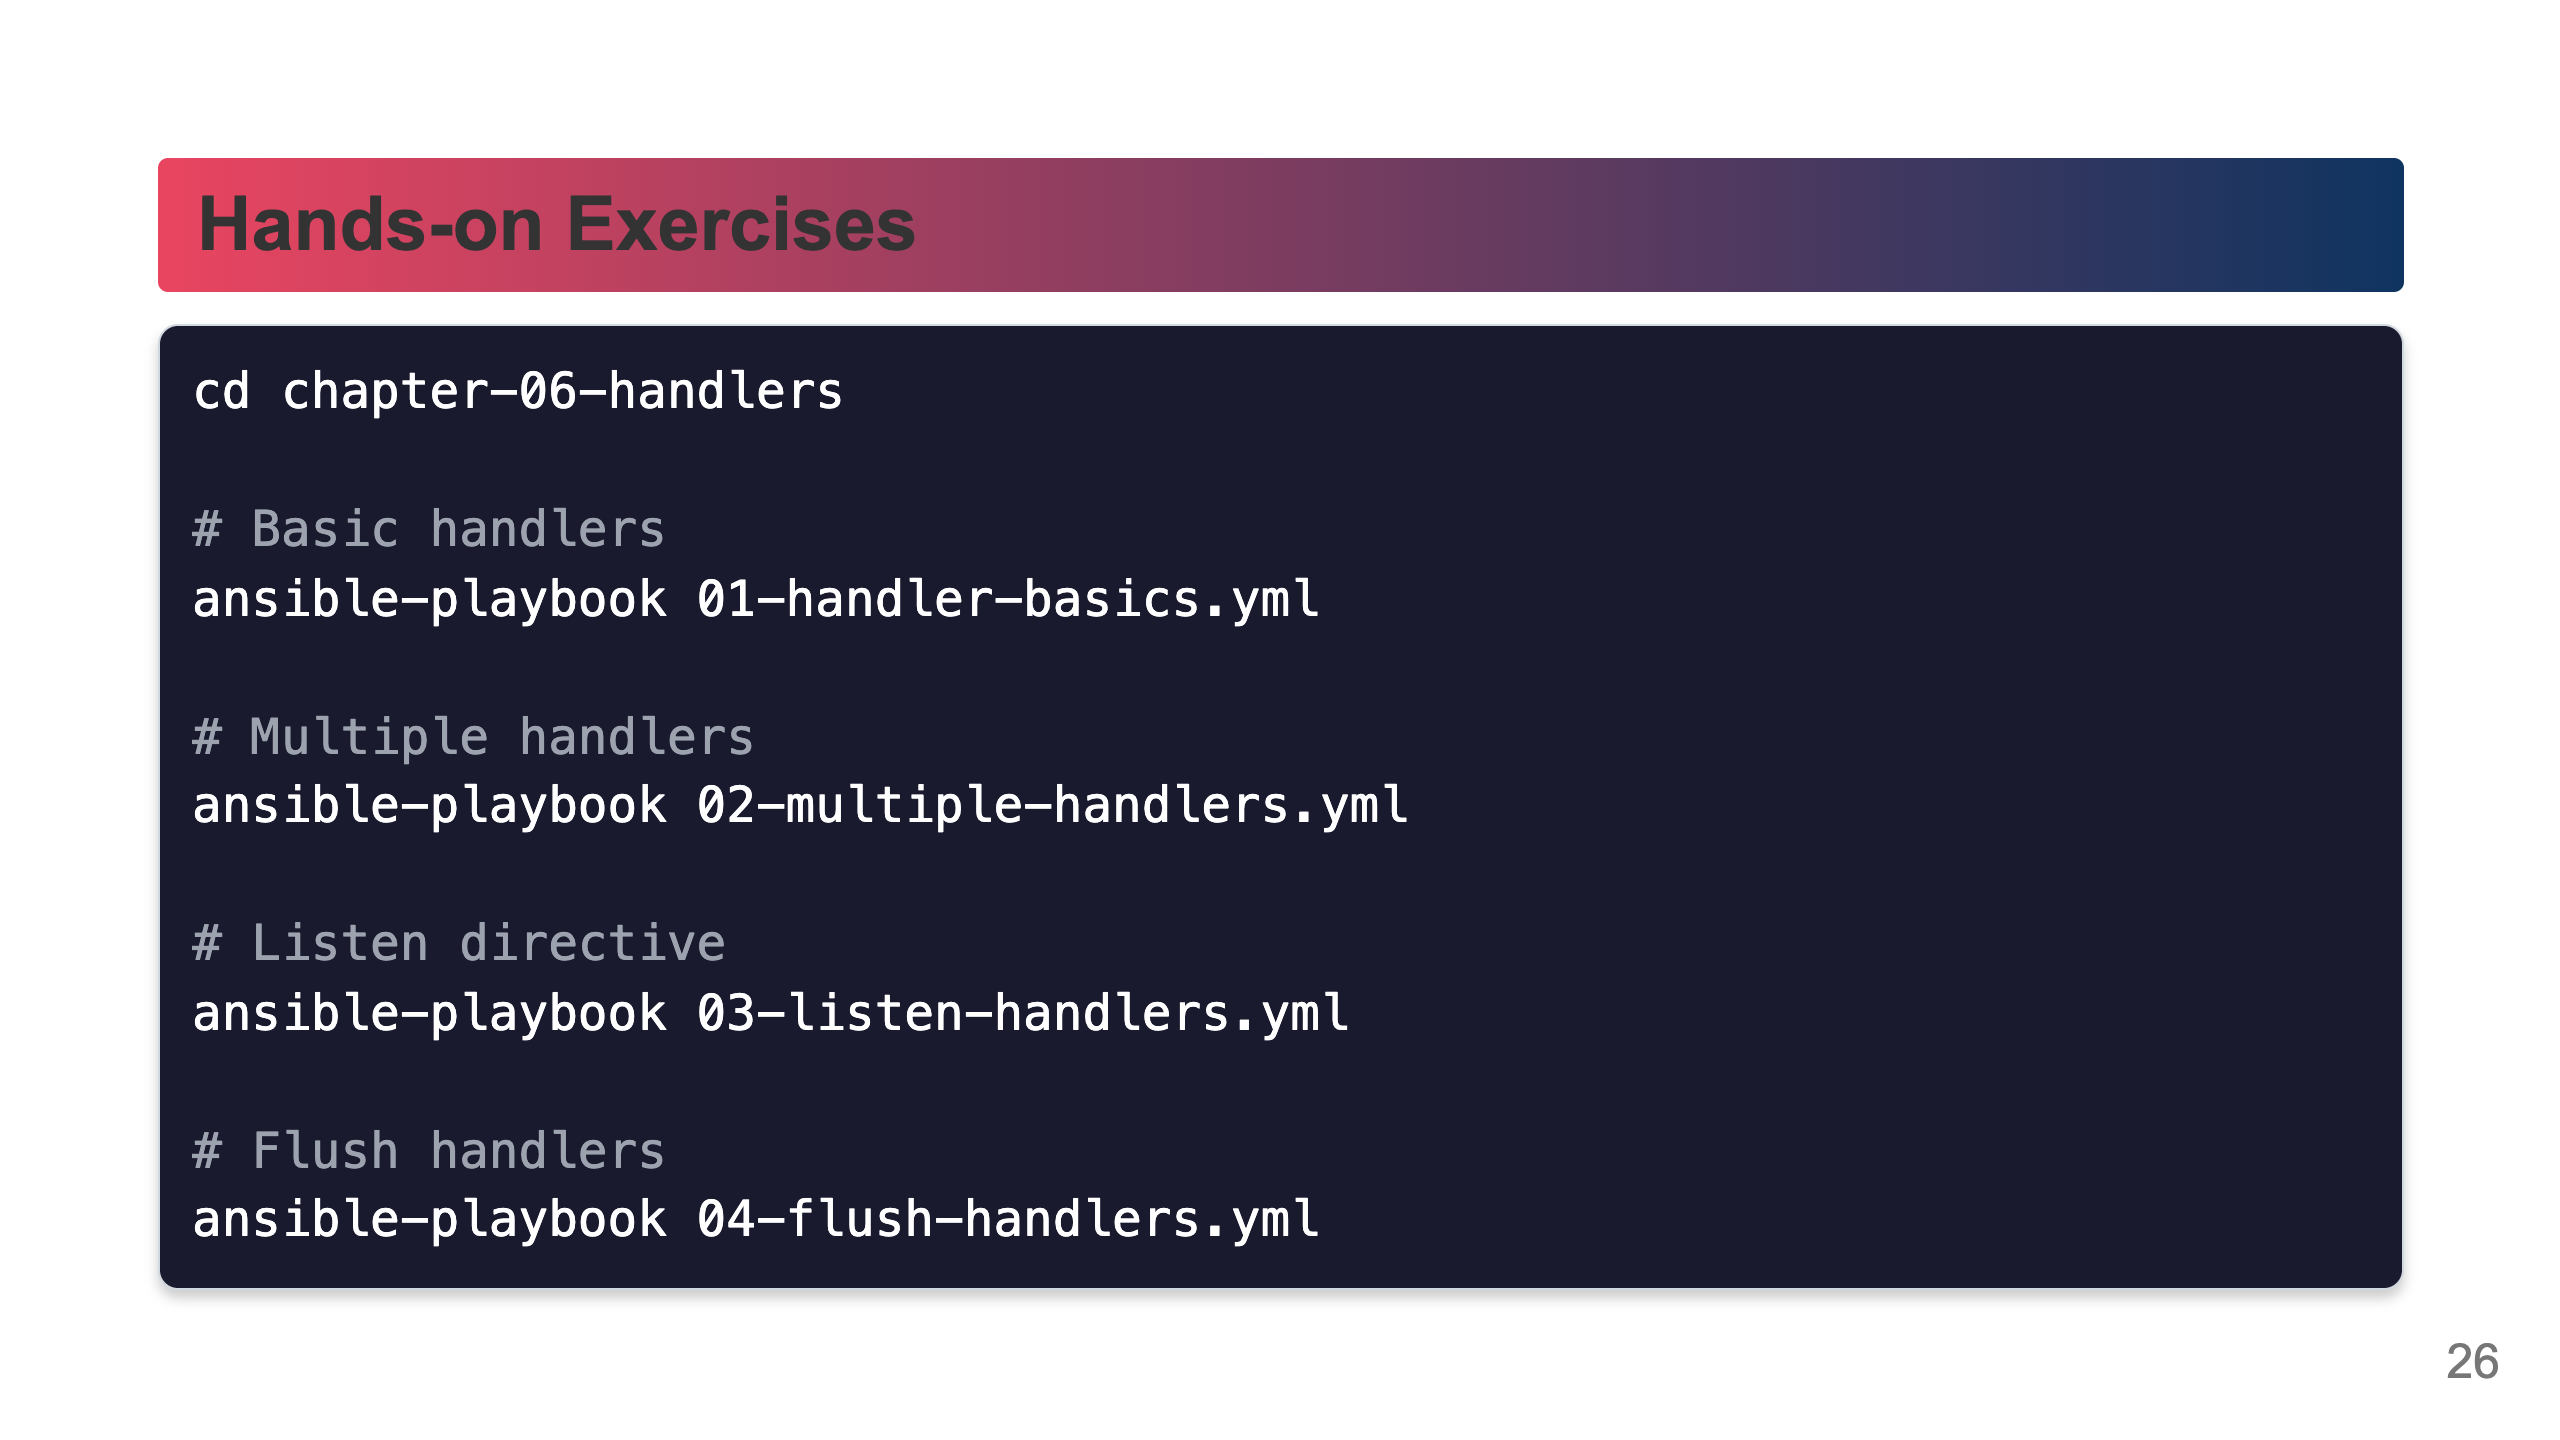 Hands-on Exercises
cd chapter-06-handlers
# Basic handlers
ansible-playbook 01-handler-basics.yml
# Multiple handlers
ansible-playbook 02-multiple-handlers.yml
# Listen directive
ansible-playbook 03-listen-handlers.yml
# Flush handlers
ansible-playbook 04-flush-handlers.yml
26